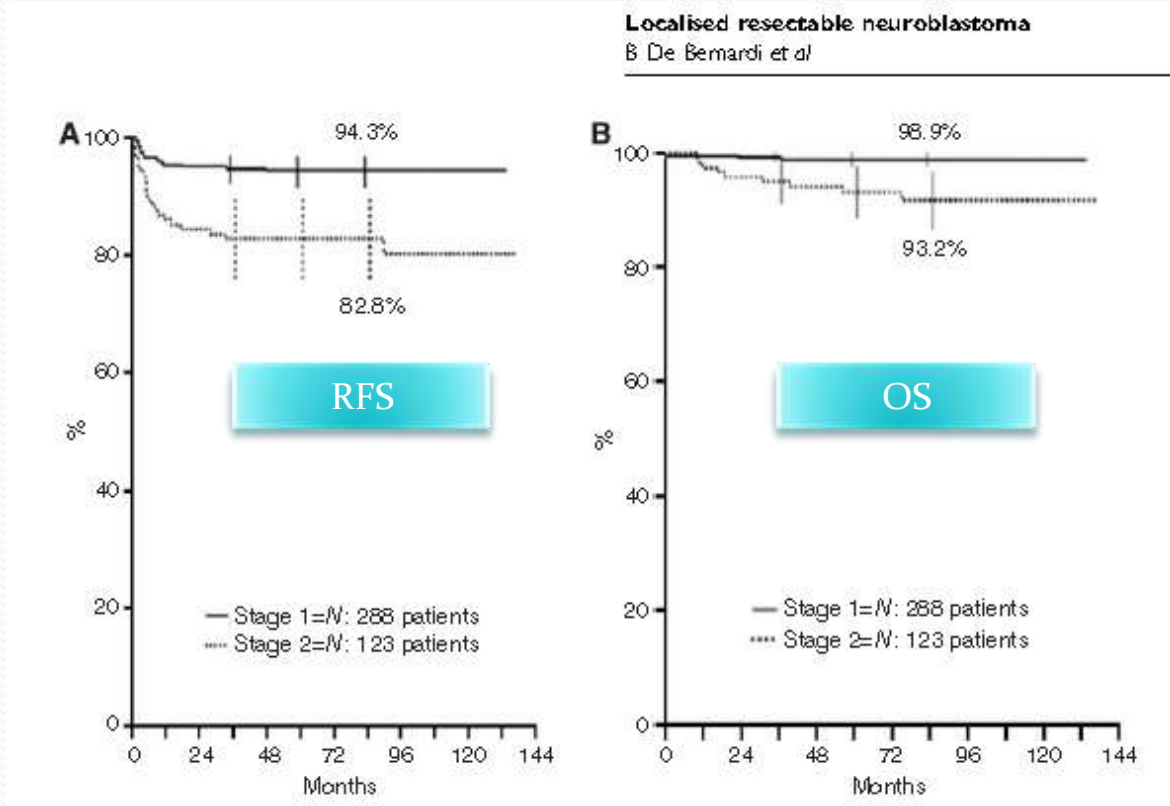 Localised resectable neuroblastoma
B De Bernardi et al
A
100
80
60
40
20
0
%
94.3%
82.8%
RFS
Stage 1=N: 288 patients
Stage 2=N: 123 patients
0 24 48 72 96 120 144
Months
B
100
80
60
40
20
0
%
98.9%
93.2%
OS
Stage 1=N: 288 patients
Stage 2=N: 123 patients
0 24 48 72 96 120 144
Months